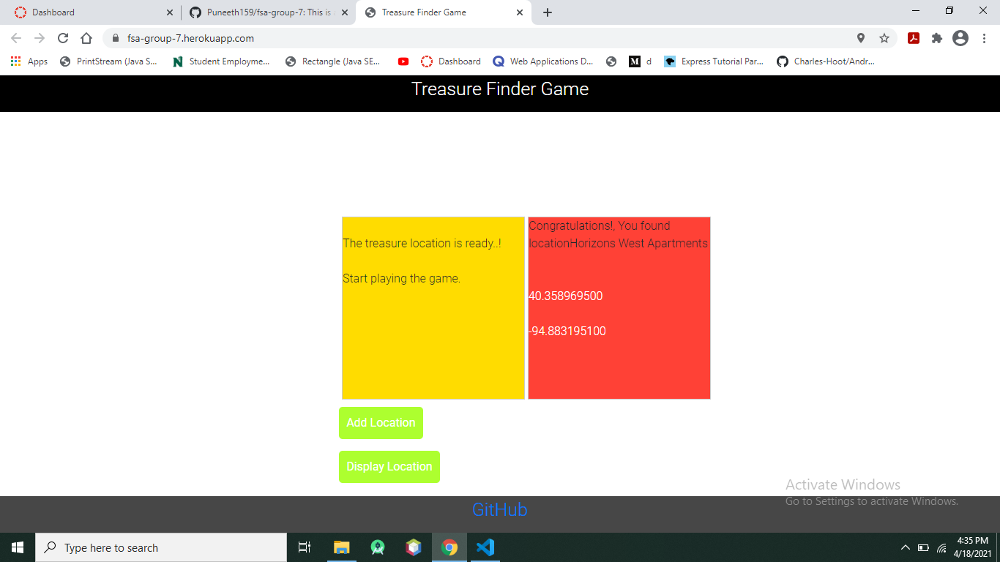 Dashboard
Puneeth159/fsa-group-7: This is
Treasure Finder Game
fsa-group-7.herokuapp.com
Apps
PrintStream (Java S...
Student Employme...
Rectangle (Java SE...
Dashboard
Web Applications D...
M d
Express Tutorial Par...
Charles-Hoot/Andr...
Treasure Finder Game
The treasure location is ready..!
Start playing the game.
Congratulations!, You found
locationHorizons West Apartments
40.358969500
-94.883195100
Add Location
Display Location
Activate Windows
Go to Settings to activate Windows.
GitHub
Type here to search
4:35 PM
4/18/2021